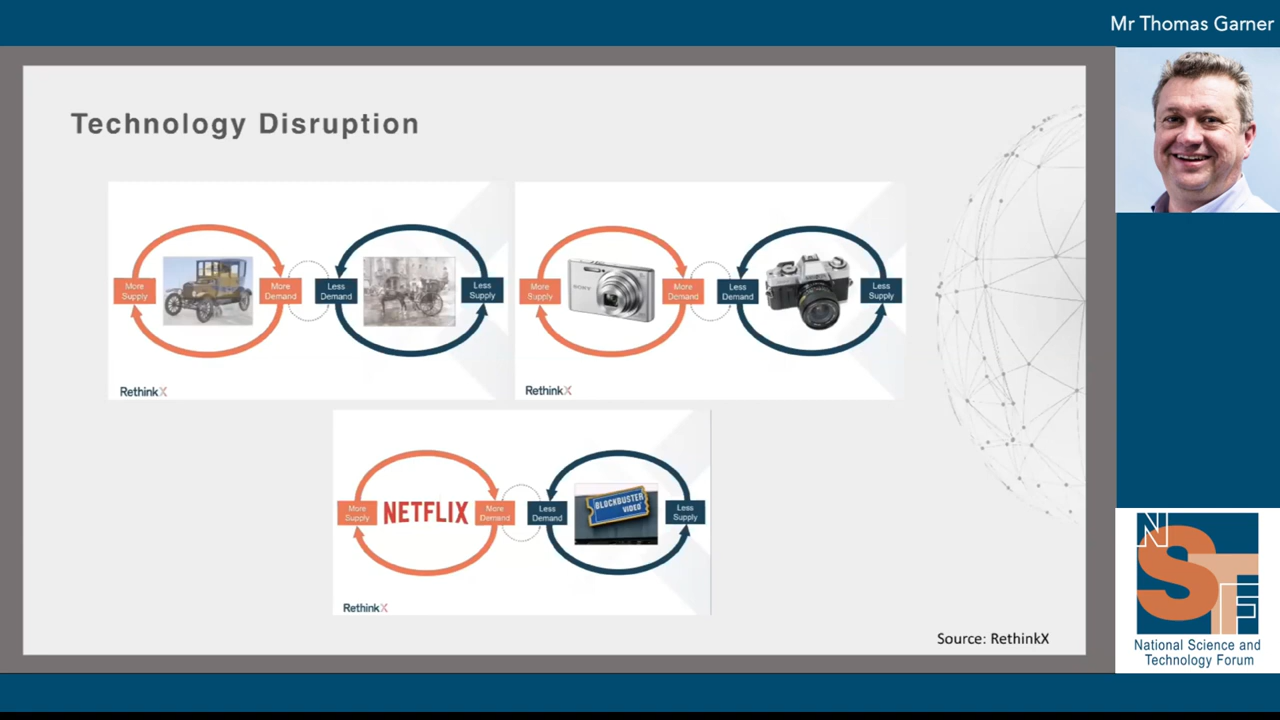 Mr Thomas Garner
Technology Disruption
More
Supply
More
Demand
Less
Demand
Less
Supply
RethinkX
More
Supply
SONY
More
Demand
Less
Demand
Less
Supply
RethinkX
More
Supply
NETFLIX
More
Demand
Less
Demand
BLOCKBUSTER
VIDEO
Less
Supply
RethinkX
Source: RethinkX
NSTF
National Science and
Technology Forum